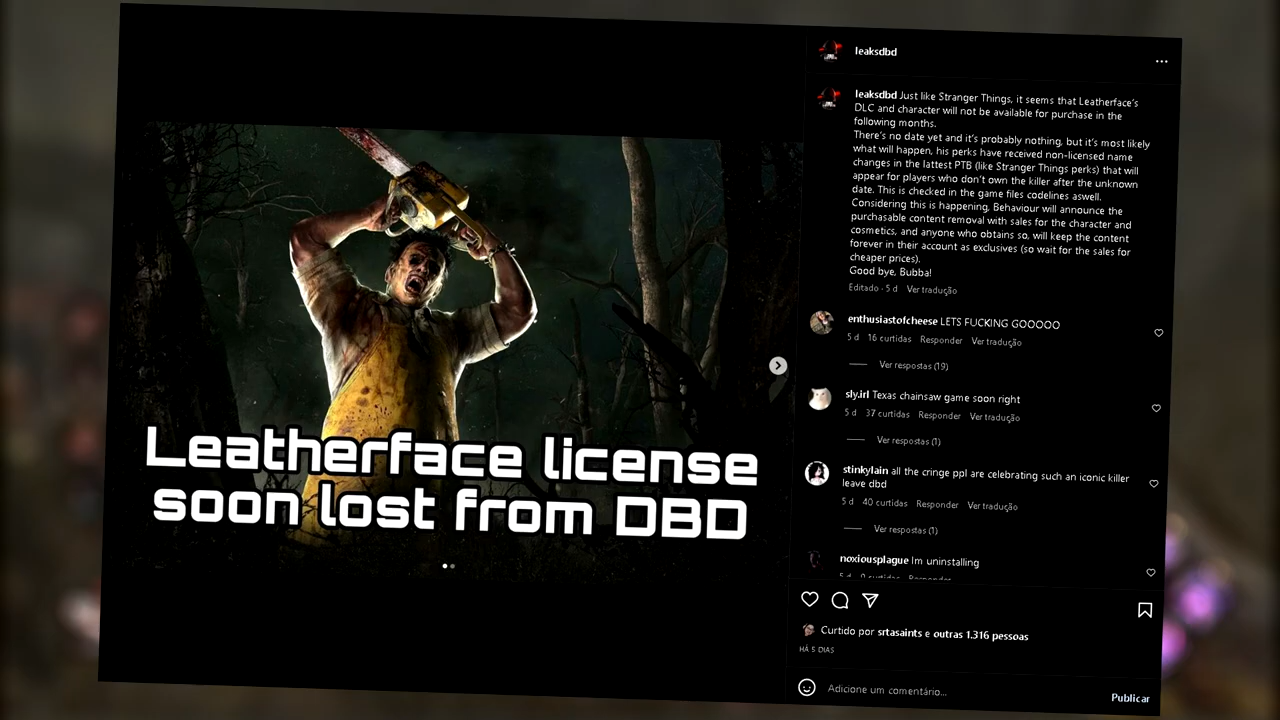 Leatherface license
soon lost from DBD
leaksdbd
leaksdbd Just like Stranger Things, it seems that Leatherface's
DLC and character will not be available for purchase in the
following months.
There's no date yet and it's probably nothing, but it's most likely
what will happen, his perks have received non-licensed name
changes in the lattest PTB (like Stranger Things perks) that will
appear for players who don't own the killer after the unknown
date. This is checked in the game files codelines aswell.
Considering this is happening, Behaviour will announce the
purchasable content removal with sales for the character and
cosmetics, and anyone who obtains so, will keep the content
forever in their account as exclusives (so wait for the sales for
cheaper prices).
Good bye, Bubba!
Editado · 5 d Ver tradução
enthusiastofcheese LETS FUCKING GOOOOO
5 d 16 curtidas Responder Ver tradução
Ver respostas (19)
sly.irl Texas chainsaw game soon right
5 d 37 curtidas Responder Ver tradução
Ver respostas (1)
stinkylain all the cringe ppl are celebrating such an iconic killer
leave dbd
5 d 40 curtidas Responder Ver tradução
Ver respostas (1)
noxiousplague Im uninstalling
5 d 9 curtidas Responder
Curtido por srtasaints e outras 1.316 pessoas
HÁ 5 DIAS
Adicione um comentário...
Publicar